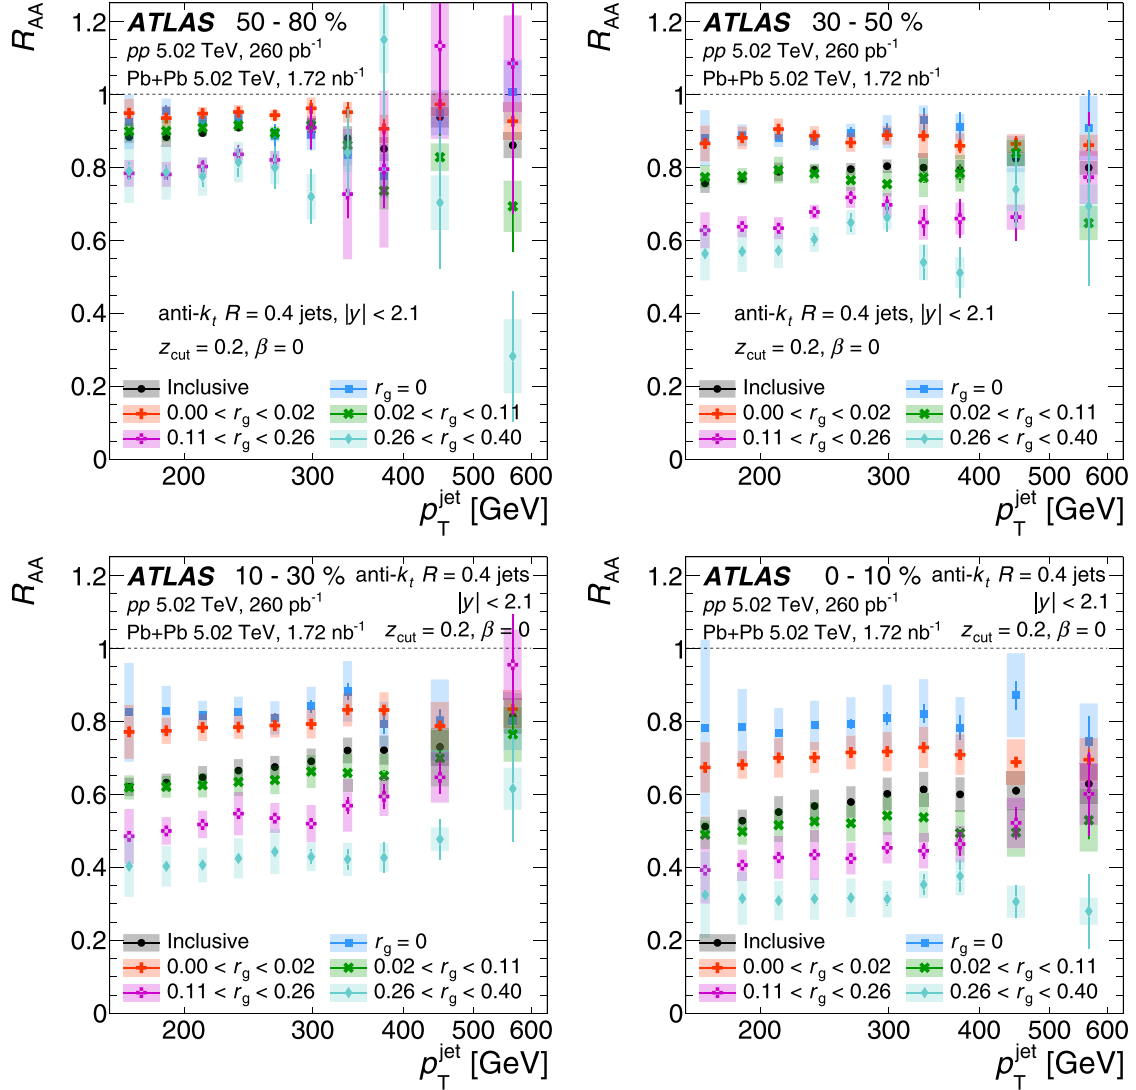 R_AA
ATLAS 50 - 80 %
pp 5.02 TeV, 260 pb⁻¹
Pb+Pb 5.02 TeV, 1.72 nb⁻¹
1.2
1
0.8
0.6
0.4
0.2
0
anti-k_t R = 0.4 jets, |y| < 2.1
z_cut = 0.2, β = 0
Inclusive r_g = 0
0.00 < r_g < 0.02 0.02 < r_g < 0.11
0.11 < r_g < 0.26 0.26 < r_g < 0.40
200 300 400 500 600
p_T^jet [GeV]
R_AA
ATLAS 30 - 50 %
pp 5.02 TeV, 260 pb⁻¹
Pb+Pb 5.02 TeV, 1.72 nb⁻¹
1.2
1
0.8
0.6
0.4
0.2
0
anti-k_t R = 0.4 jets, |y| < 2.1
z_cut = 0.2, β = 0
Inclusive r_g = 0
0.00 < r_g < 0.02 0.02 < r_g < 0.11
0.11 < r_g < 0.26 0.26 < r_g < 0.40
200 300 400 500 600
p_T^jet [GeV]
R_AA
ATLAS 10 - 30 % anti-k_t R = 0.4 jets
pp 5.02 TeV, 260 pb⁻¹ |y| < 2.1
Pb+Pb 5.02 TeV, 1.72 nb⁻¹ z_cut = 0.2, β = 0
1.2
1
0.8
0.6
0.4
0.2
0
Inclusive r_g = 0
0.00 < r_g < 0.02 0.02 < r_g < 0.11
0.11 < r_g < 0.26 0.26 < r_g < 0.40
200 300 400 500 600
p_T^jet [GeV]
R_AA
ATLAS 0 - 10 % anti-k_t R = 0.4 jets
pp 5.02 TeV, 260 pb⁻¹ |y| < 2.1
Pb+Pb 5.02 TeV, 1.72 nb⁻¹ z_cut = 0.2, β = 0
1.2
1
0.8
0.6
0.4
0.2
0
Inclusive r_g = 0
0.00 < r_g < 0.02 0.02 < r_g < 0.11
0.11 < r_g < 0.26 0.26 < r_g < 0.40
200 300 400 500 600
p_T^jet [GeV]